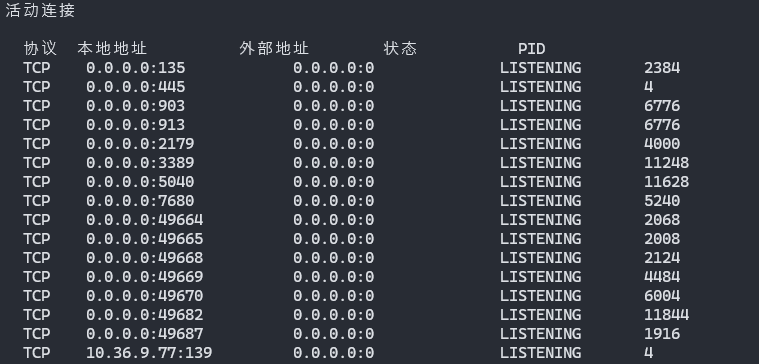 活动连接
协议 本地地址 外部地址 状态 PID
TCP 0.0.0.0:135 0.0.0.0:0 LISTENING 2384
TCP 0.0.0.0:445 0.0.0.0:0 LISTENING 4
TCP 0.0.0.0:903 0.0.0.0:0 LISTENING 6776
TCP 0.0.0.0:913 0.0.0.0:0 LISTENING 6776
TCP 0.0.0.0:2179 0.0.0.0:0 LISTENING 4000
TCP 0.0.0.0:3389 0.0.0.0:0 LISTENING 11248
TCP 0.0.0.0:5040 0.0.0.0:0 LISTENING 11628
TCP 0.0.0.0:7680 0.0.0.0:0 LISTENING 5240
TCP 0.0.0.0:49664 0.0.0.0:0 LISTENING 2068
TCP 0.0.0.0:49665 0.0.0.0:0 LISTENING 2008
TCP 0.0.0.0:49668 0.0.0.0:0 LISTENING 2124
TCP 0.0.0.0:49669 0.0.0.0:0 LISTENING 4484
TCP 0.0.0.0:49670 0.0.0.0:0 LISTENING 6004
TCP 0.0.0.0:49682 0.0.0.0:0 LISTENING 11844
TCP 0.0.0.0:49687 0.0.0.0:0 LISTENING 1916
TCP 10.36.9.77:139 0.0.0.0:0 LISTENING 4